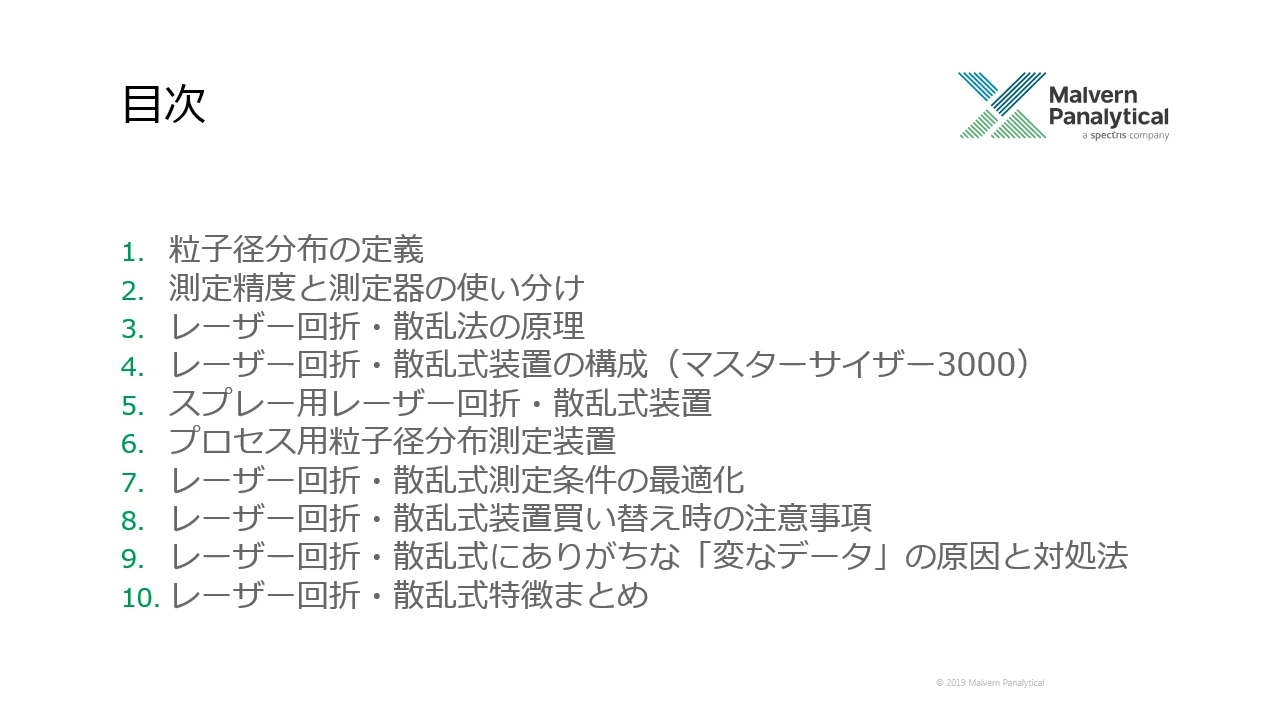 目次
Malvern
Panalytical
a spectris company
1. 粒子径分布の定義
2. 測定精度と測定器の使い分け
3. レーザー回折・散乱法の原理
4. レーザー回折・散乱式装置の構成（マスターサイザー3000）
5. スプレー用レーザー回折・散乱式装置
6. プロセス用粒子径分布測定装置
7. レーザー回折・散乱式測定条件の最適化
8. レーザー回折・散乱式装置買い替え時の注意事項
9. レーザー回折・散乱式にありがちな「変なデータ」の原因と対処法
10. レーザー回折・散乱式特徴まとめ
© 2019 Malvern Panalytical